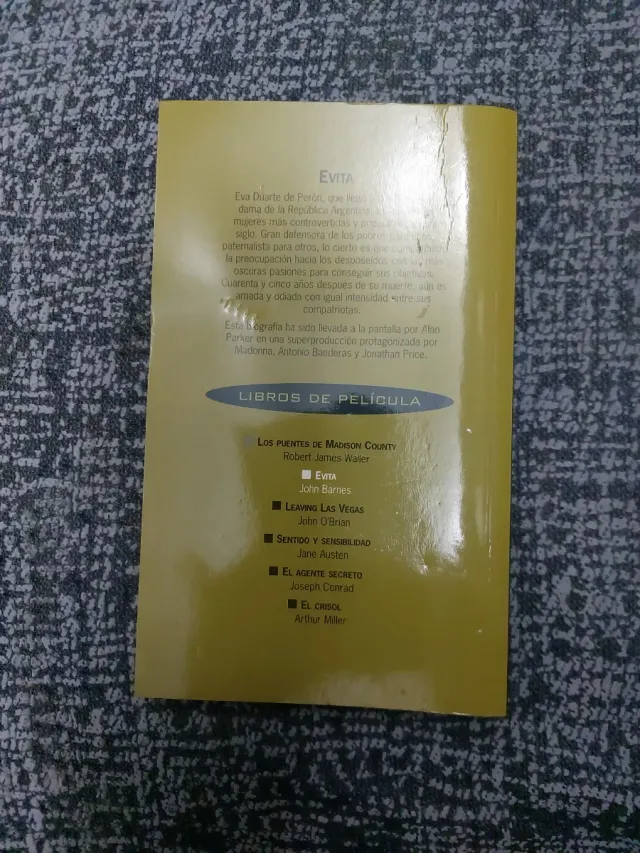 EVITA
Eva Duarte de Perón, que llegó
dama de la República Argentina,
mujeres más controvertidas y
siglo. Gran defensora de los pobres
paternalista para otros, lo cierto es que
la preocupación hacia los desposeídos con las más
oscuras pasiones para conseguir sus objetivos.
Cuarenta y cinco años después de su muerte, aún es
amada y odiada con igual intensidad entre sus
compatriotas.
Esta biografía ha sido llevada a la pantalla por Alan
Parker en una superproducción protagonizada por
Madonna, Antonio Banderas y Jonathan Price.
LIBROS DE PELÍCULA
LOS PUENTES DE MADISON COUNTY
Robert James Waller
EVITA
John Barnes
LEAVING LAS VEGAS
John O'Brian
SENTIDO Y SENSIBILIDAD
Jane Austen
EL AGENTE SECRETO
Joseph Conrad
EL CRISOL
Arthur Miller